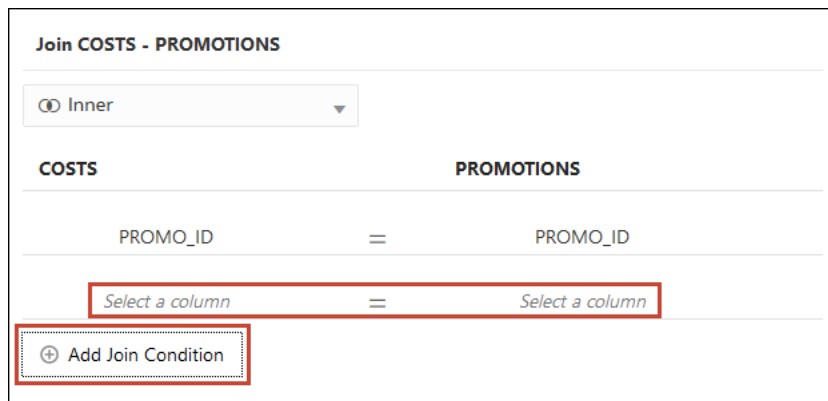 Join COSTS - PROMOTIONS
Inner
COSTS PROMOTIONS
PROMO_ID = PROMO_ID
Select a column = Select a column
Add Join Condition